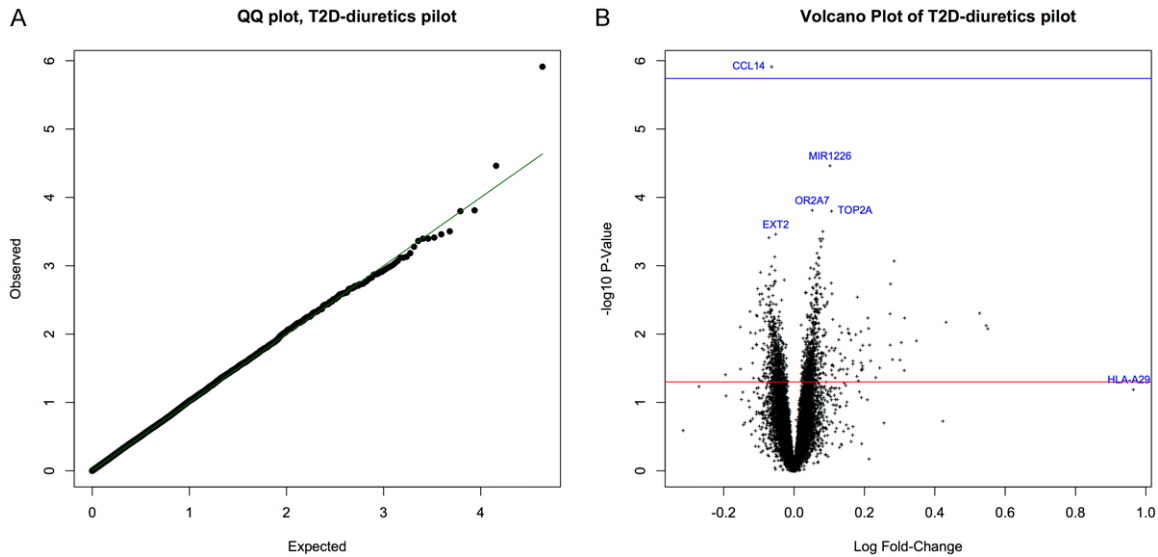 A
QQ plot, T2D-diuretics pilot
Observed
6
5
4
3
2
1
0
0 1 2 3 4
Expected
B
Volcano Plot of T2D-diuretics pilot
-log10 P-Value
6
5
4
3
2
1
0
CCL14
MIR1226
OR2A7
TOP2A
EXT2
HLA-A29
-0.2 0.0 0.2 0.4 0.6 0.8 1.0
Log Fold-Change